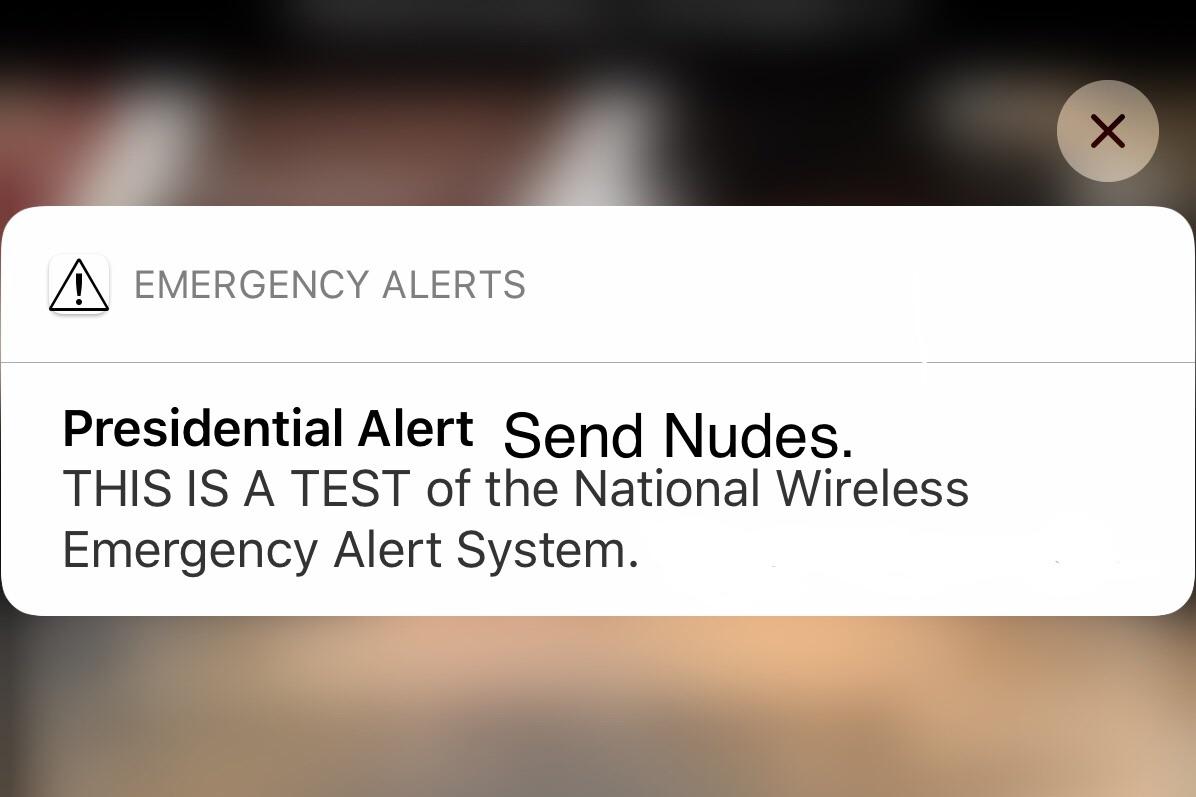 EMERGENCY ALERTS
Presidential Alert Send Nudes.
THIS IS A TEST of the National Wireless
Emergency Alert System.